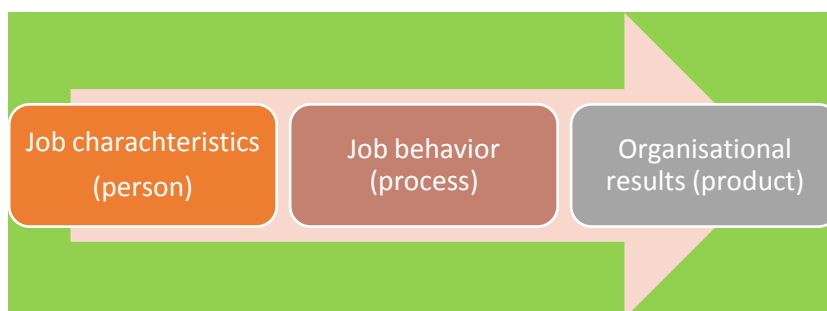 Job charachteristics
(person)
Job behavior
(process)
Organisational
results (product)